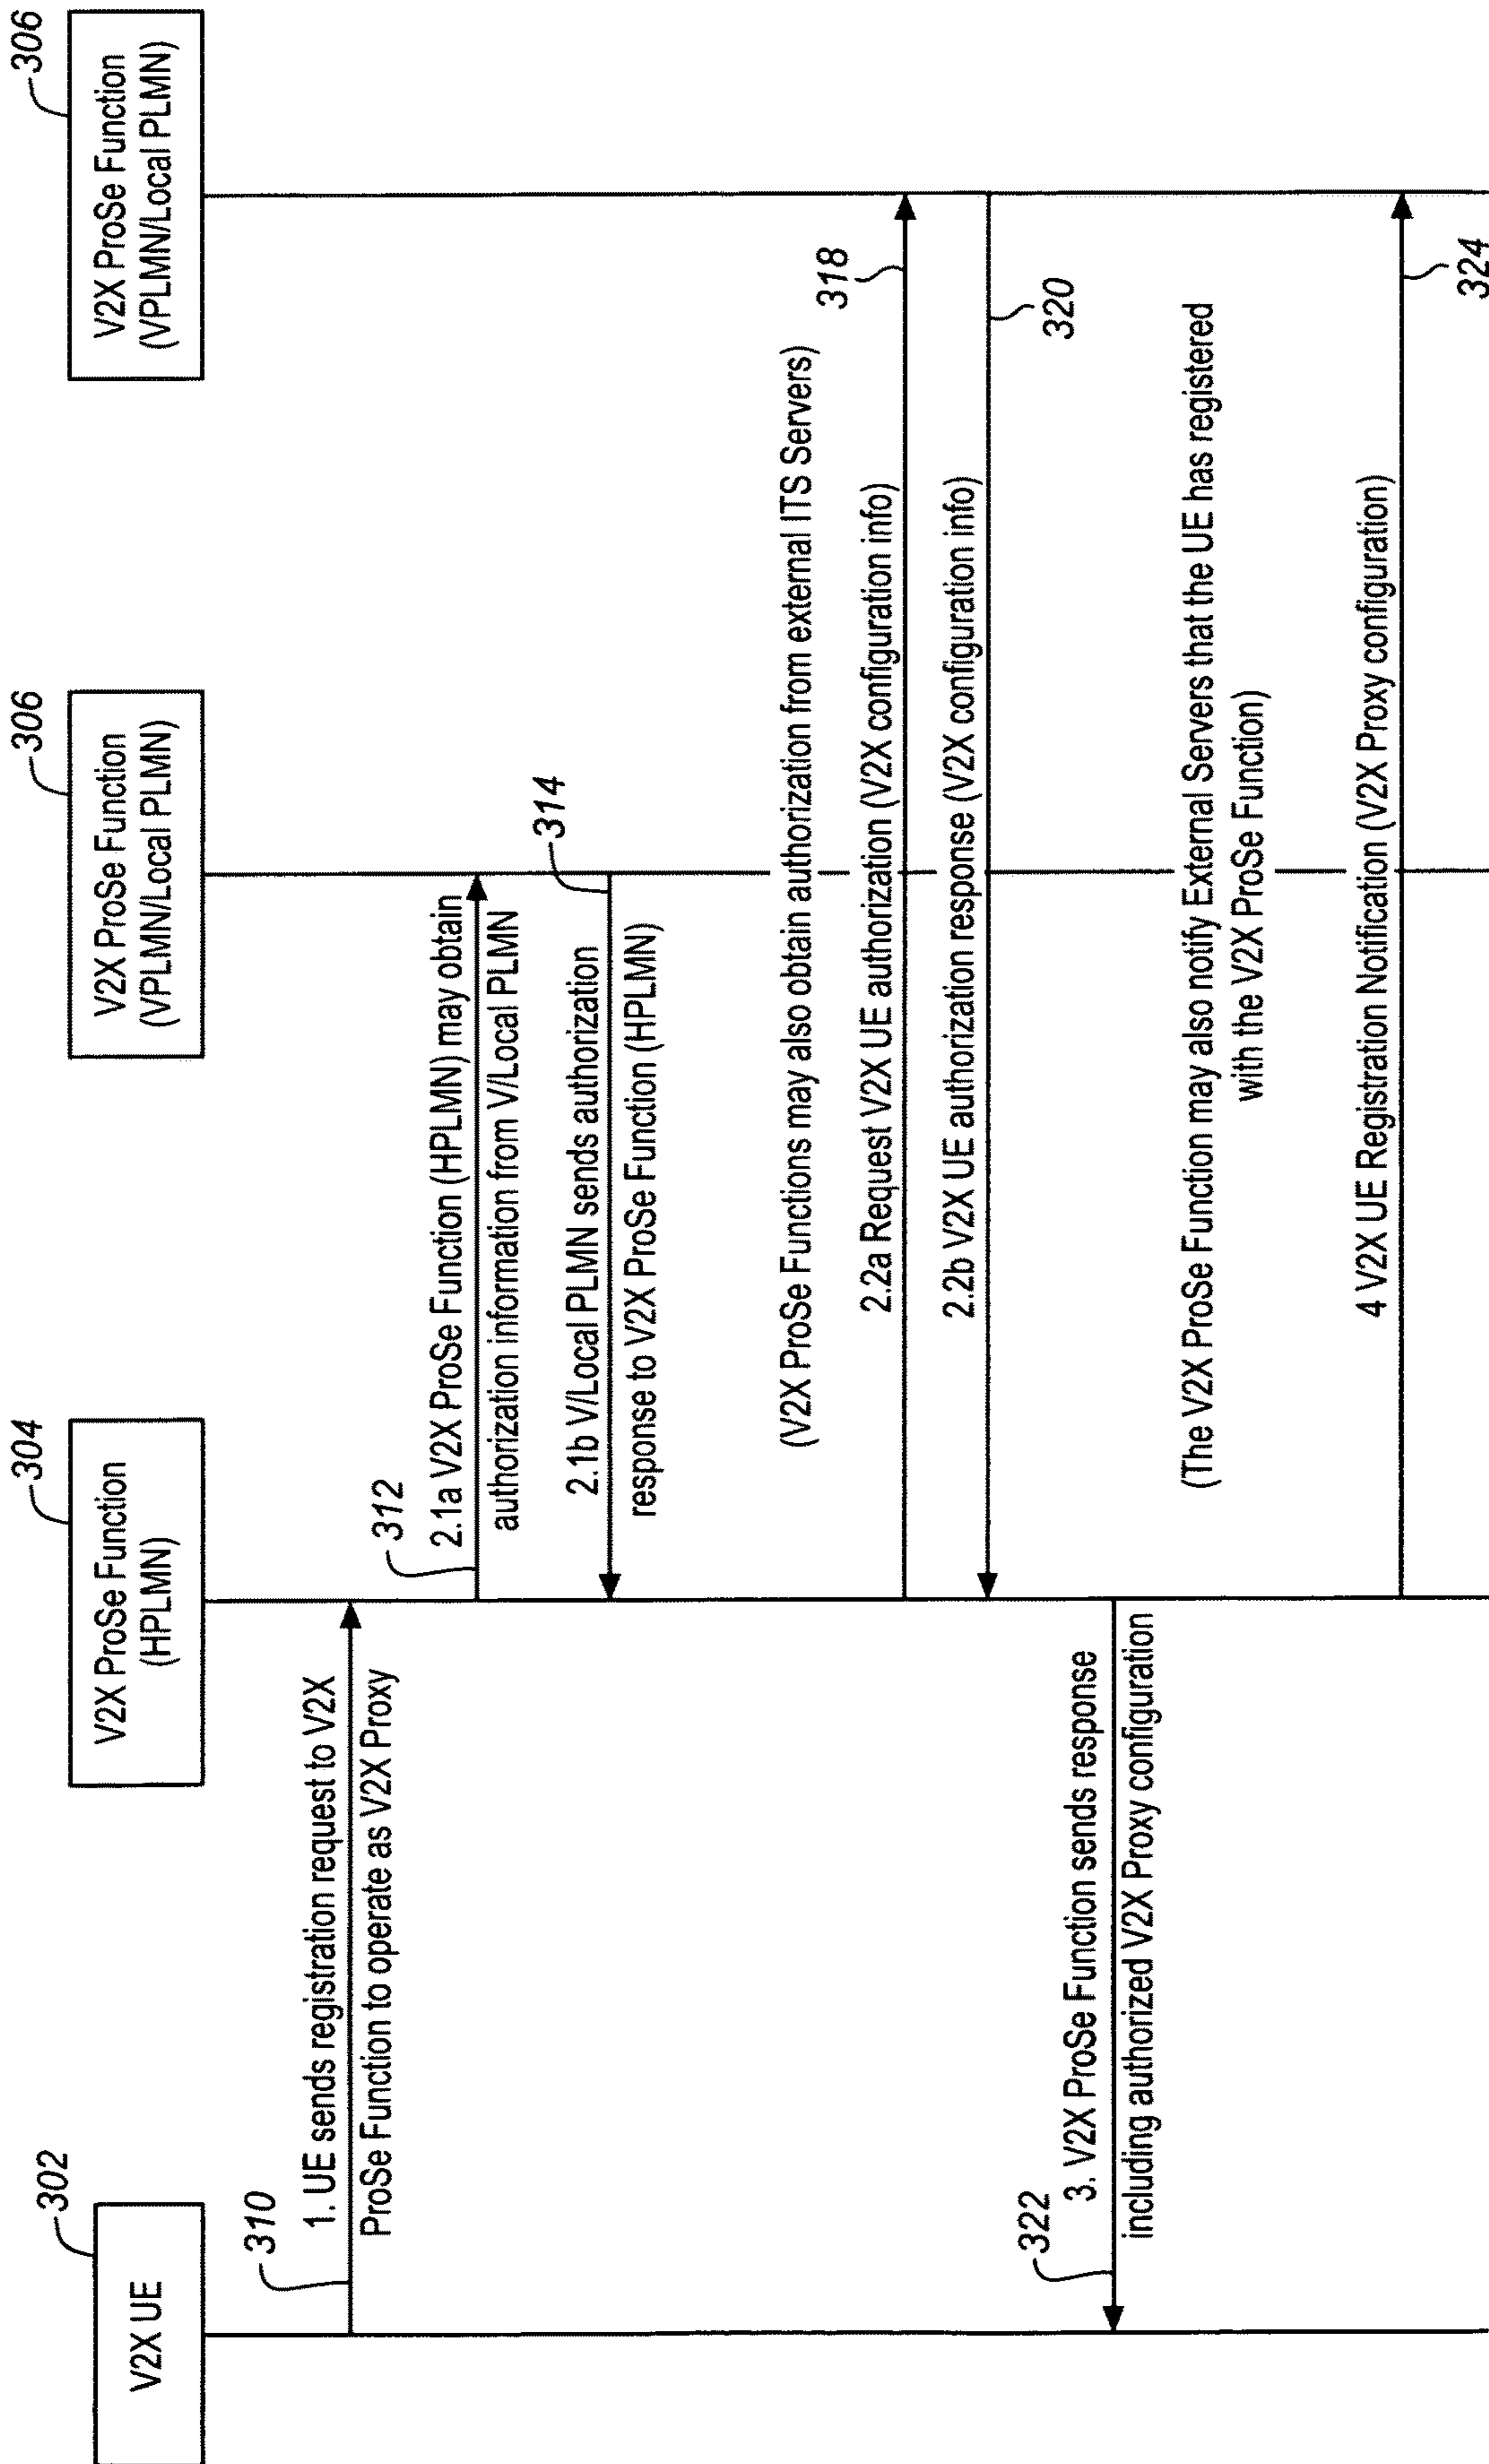 302
V2X UE
304
V2X ProSe Function
(HPLMN)
306
V2X ProSe Function
(VPLMN/Local PLMN)
306
V2X ProSe Function
(VPLMN/Local PLMN)
310
1. UE sends registration request to V2X
ProSe Function to operate as V2X Proxy
312
2.1a V2X ProSe Function (HPLMN) may obtain
authorization information from V/Local PLMN
314
2.1b V/Local PLMN sends authorization
response to V2X ProSe Function (HPLMN)
(V2X ProSe Functions may also obtain authorization from external ITS Servers)
318
2.2a Request V2X UE authorization (V2X configuration info)
2.2b V2X UE authorization response (V2X configuration info)
320
322
3. V2X ProSe Function sends response
including authorized V2X Proxy configuration
(The V2X ProSe Function may also notify External Servers that the UE has registered
with the V2X ProSe Function)
4 V2X UE Registration Notification (V2X Proxy configuration)
324